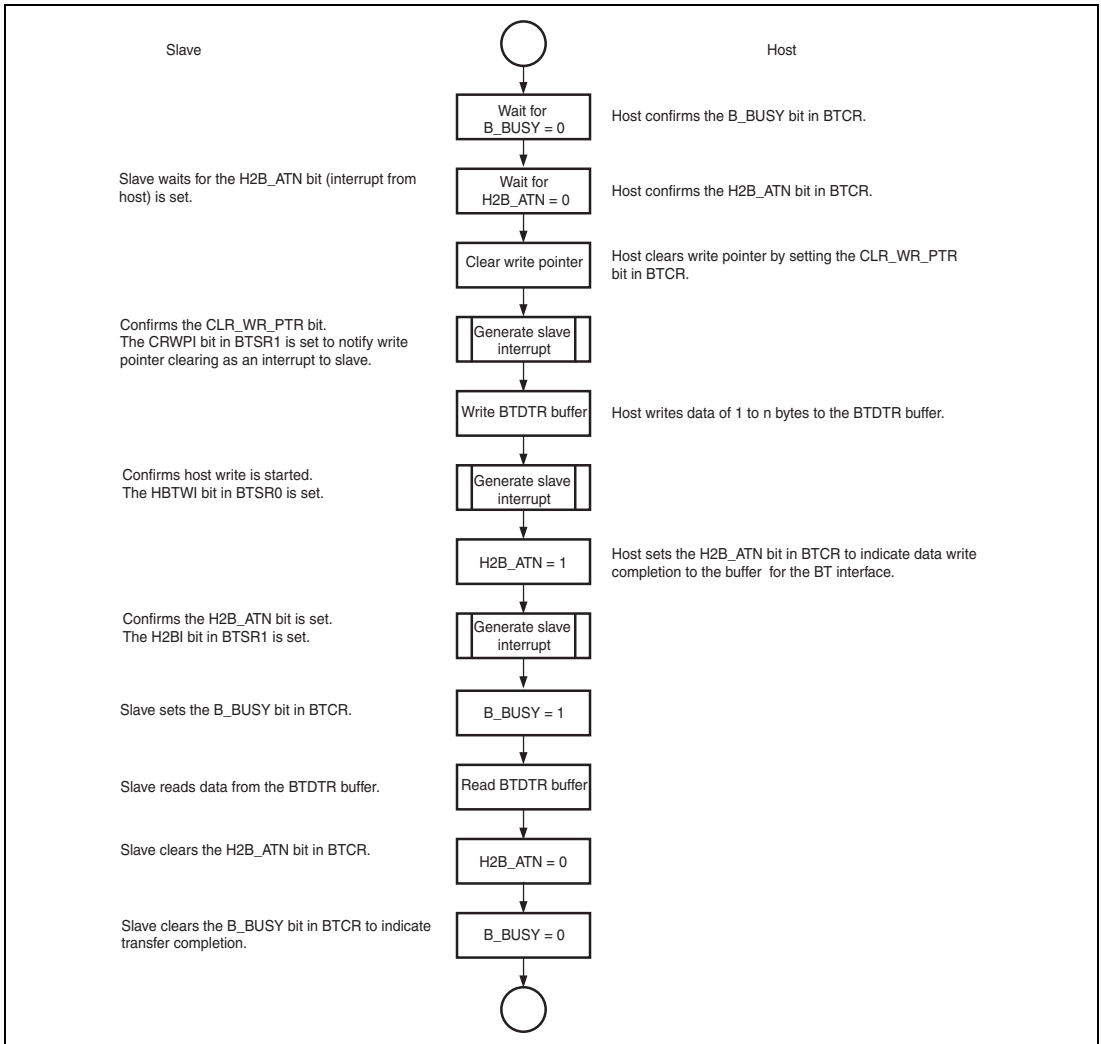 Slave
Host
Wait for
B_BUSY = 0
Host confirms the B_BUSY bit in BTCR.
Slave waits for the H2B_ATN bit (interrupt from
host) is set.
Wait for
H2B_ATN = 0
Host confirms the H2B_ATN bit in BTCR.
Clear write pointer
Host clears write pointer by setting the CLR_WR_PTR
bit in BTCR.
Confirms the CLR_WR_PTR bit.
The CRWPI bit in BTSR1 is set to notify write
pointer clearing as an interrupt to slave.
Generate slave
interrupt
Write BTDTR buffer
Host writes data of 1 to n bytes to the BTDTR buffer.
Confirms host write is started.
The HBTWI bit in BTSR0 is set.
Generate slave
interrupt
H2B_ATN = 1
Host sets the H2B_ATN bit in BTCR to indicate data write
completion to the buffer for the BT interface.
Confirms the H2B_ATN bit is set.
The H2BI bit in BTSR1 is set.
Generate slave
interrupt
Slave sets the B_BUSY bit in BTCR.
B_BUSY = 1
Slave reads data from the BTDTR buffer.
Read BTDTR buffer
Slave clears the H2B_ATN bit in BTCR.
H2B_ATN = 0
Slave clears the B_BUSY bit in BTCR to indicate
transfer completion.
B_BUSY = 0